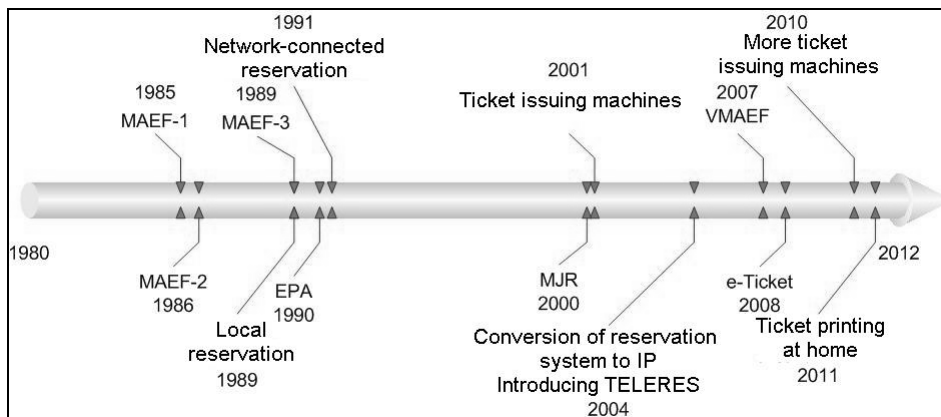 1991
Network-connected
reservation
1985
MAEF-1
1989
MAEF-3
2001
Ticket issuing machines
2010
More ticket
issuing machines
2007
VMAEF
1980
2012
MAEF-2
1986
Local
reservation
1989
EPA
1990
MJR
2000
Conversion of reservation
system to IP
Introducing TELERES
2004
e-Ticket
2008
Ticket printing
at home
2011